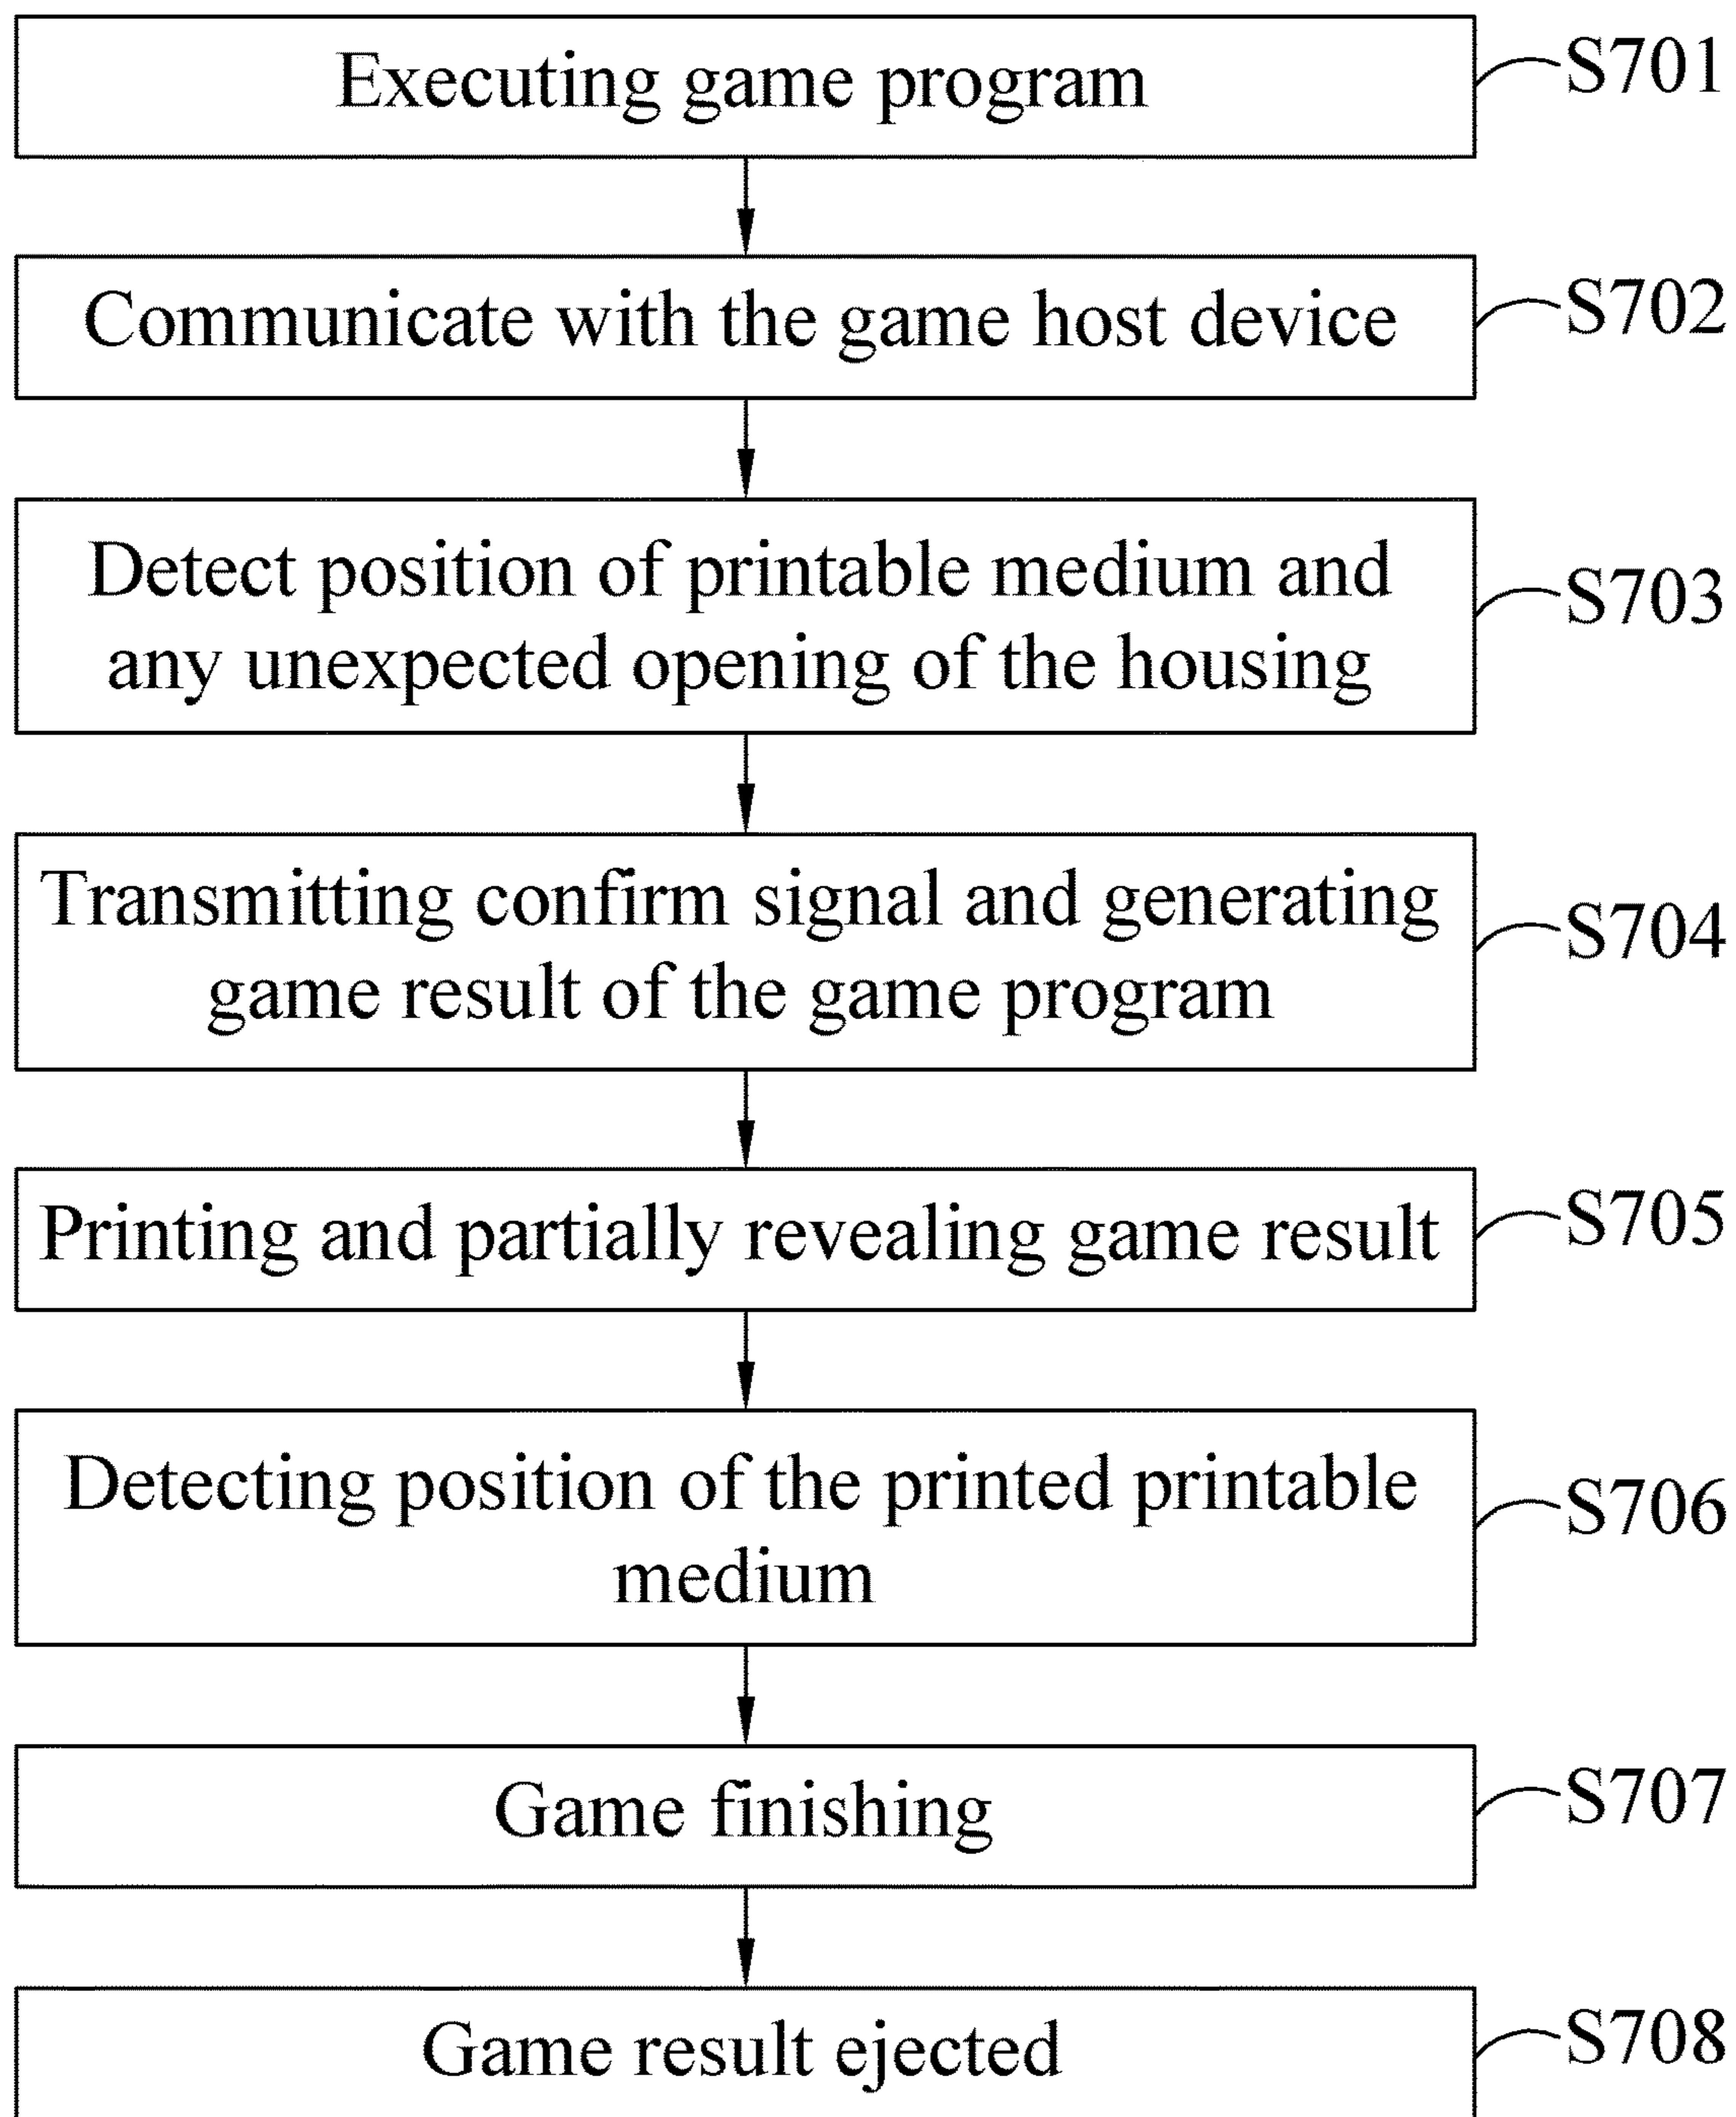 Executing game program
S701
Communicate with the game host device
S702
Detect position of printable medium and
any unexpected opening of the housing
S703
Transmitting confirm signal and generating
game result of the game program
S704
Printing and partially revealing game result
S705
Detecting position of the printed printable
medium
S706
Game finishing
S707
Game result ejected
S708